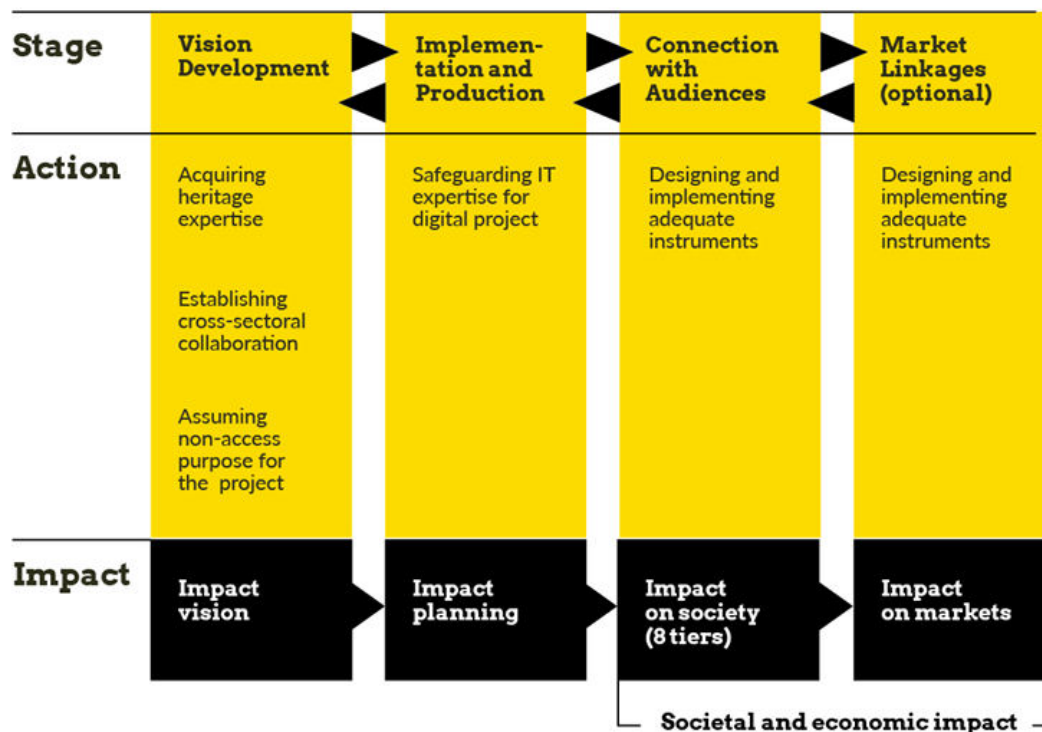 Stage
Vision
Development
Implemen-
tation and
Production
Connection
with
Audiences
Market
Linkages
(optional)
Action
Acquiring
heritage
expertise
Establishing
cross-sectoral
collaboration
Assuming
non-access
purpose for
the project
Safeguarding IT
expertise for
digital project
Designing and
implementing
adequate
instruments
Designing and
implementing
adequate
instruments
Impact
Impact
vision
Impact
planning
Impact
on society
(8 tiers)
Impact
on markets
Societal and economic impact